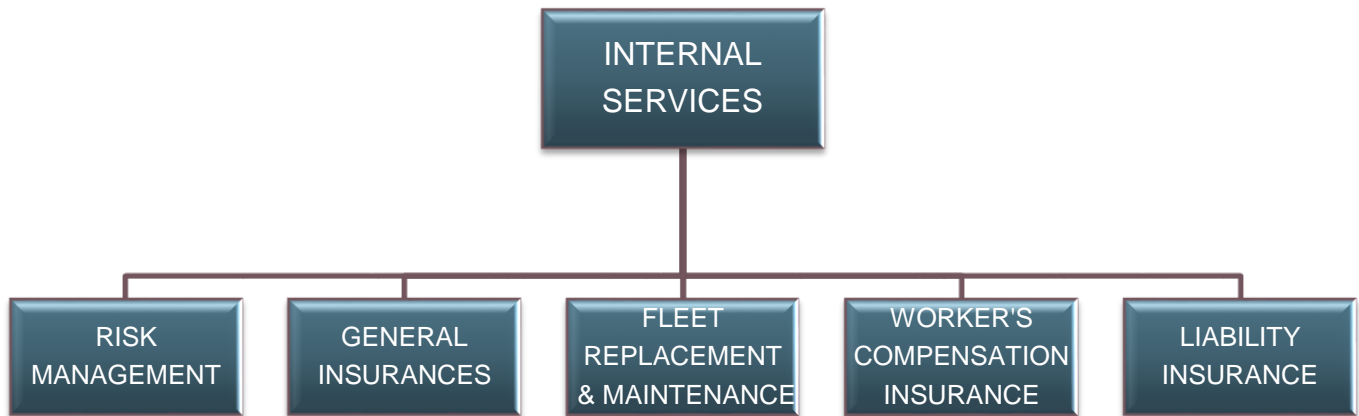 INTERNAL
SERVICES
RISK
MANAGEMENT
GENERAL
INSURANCES
FLEET
REPLACEMENT
& MAINTENANCE
WORKER'S
COMPENSATION
INSURANCE
LIABILITY
INSURANCE